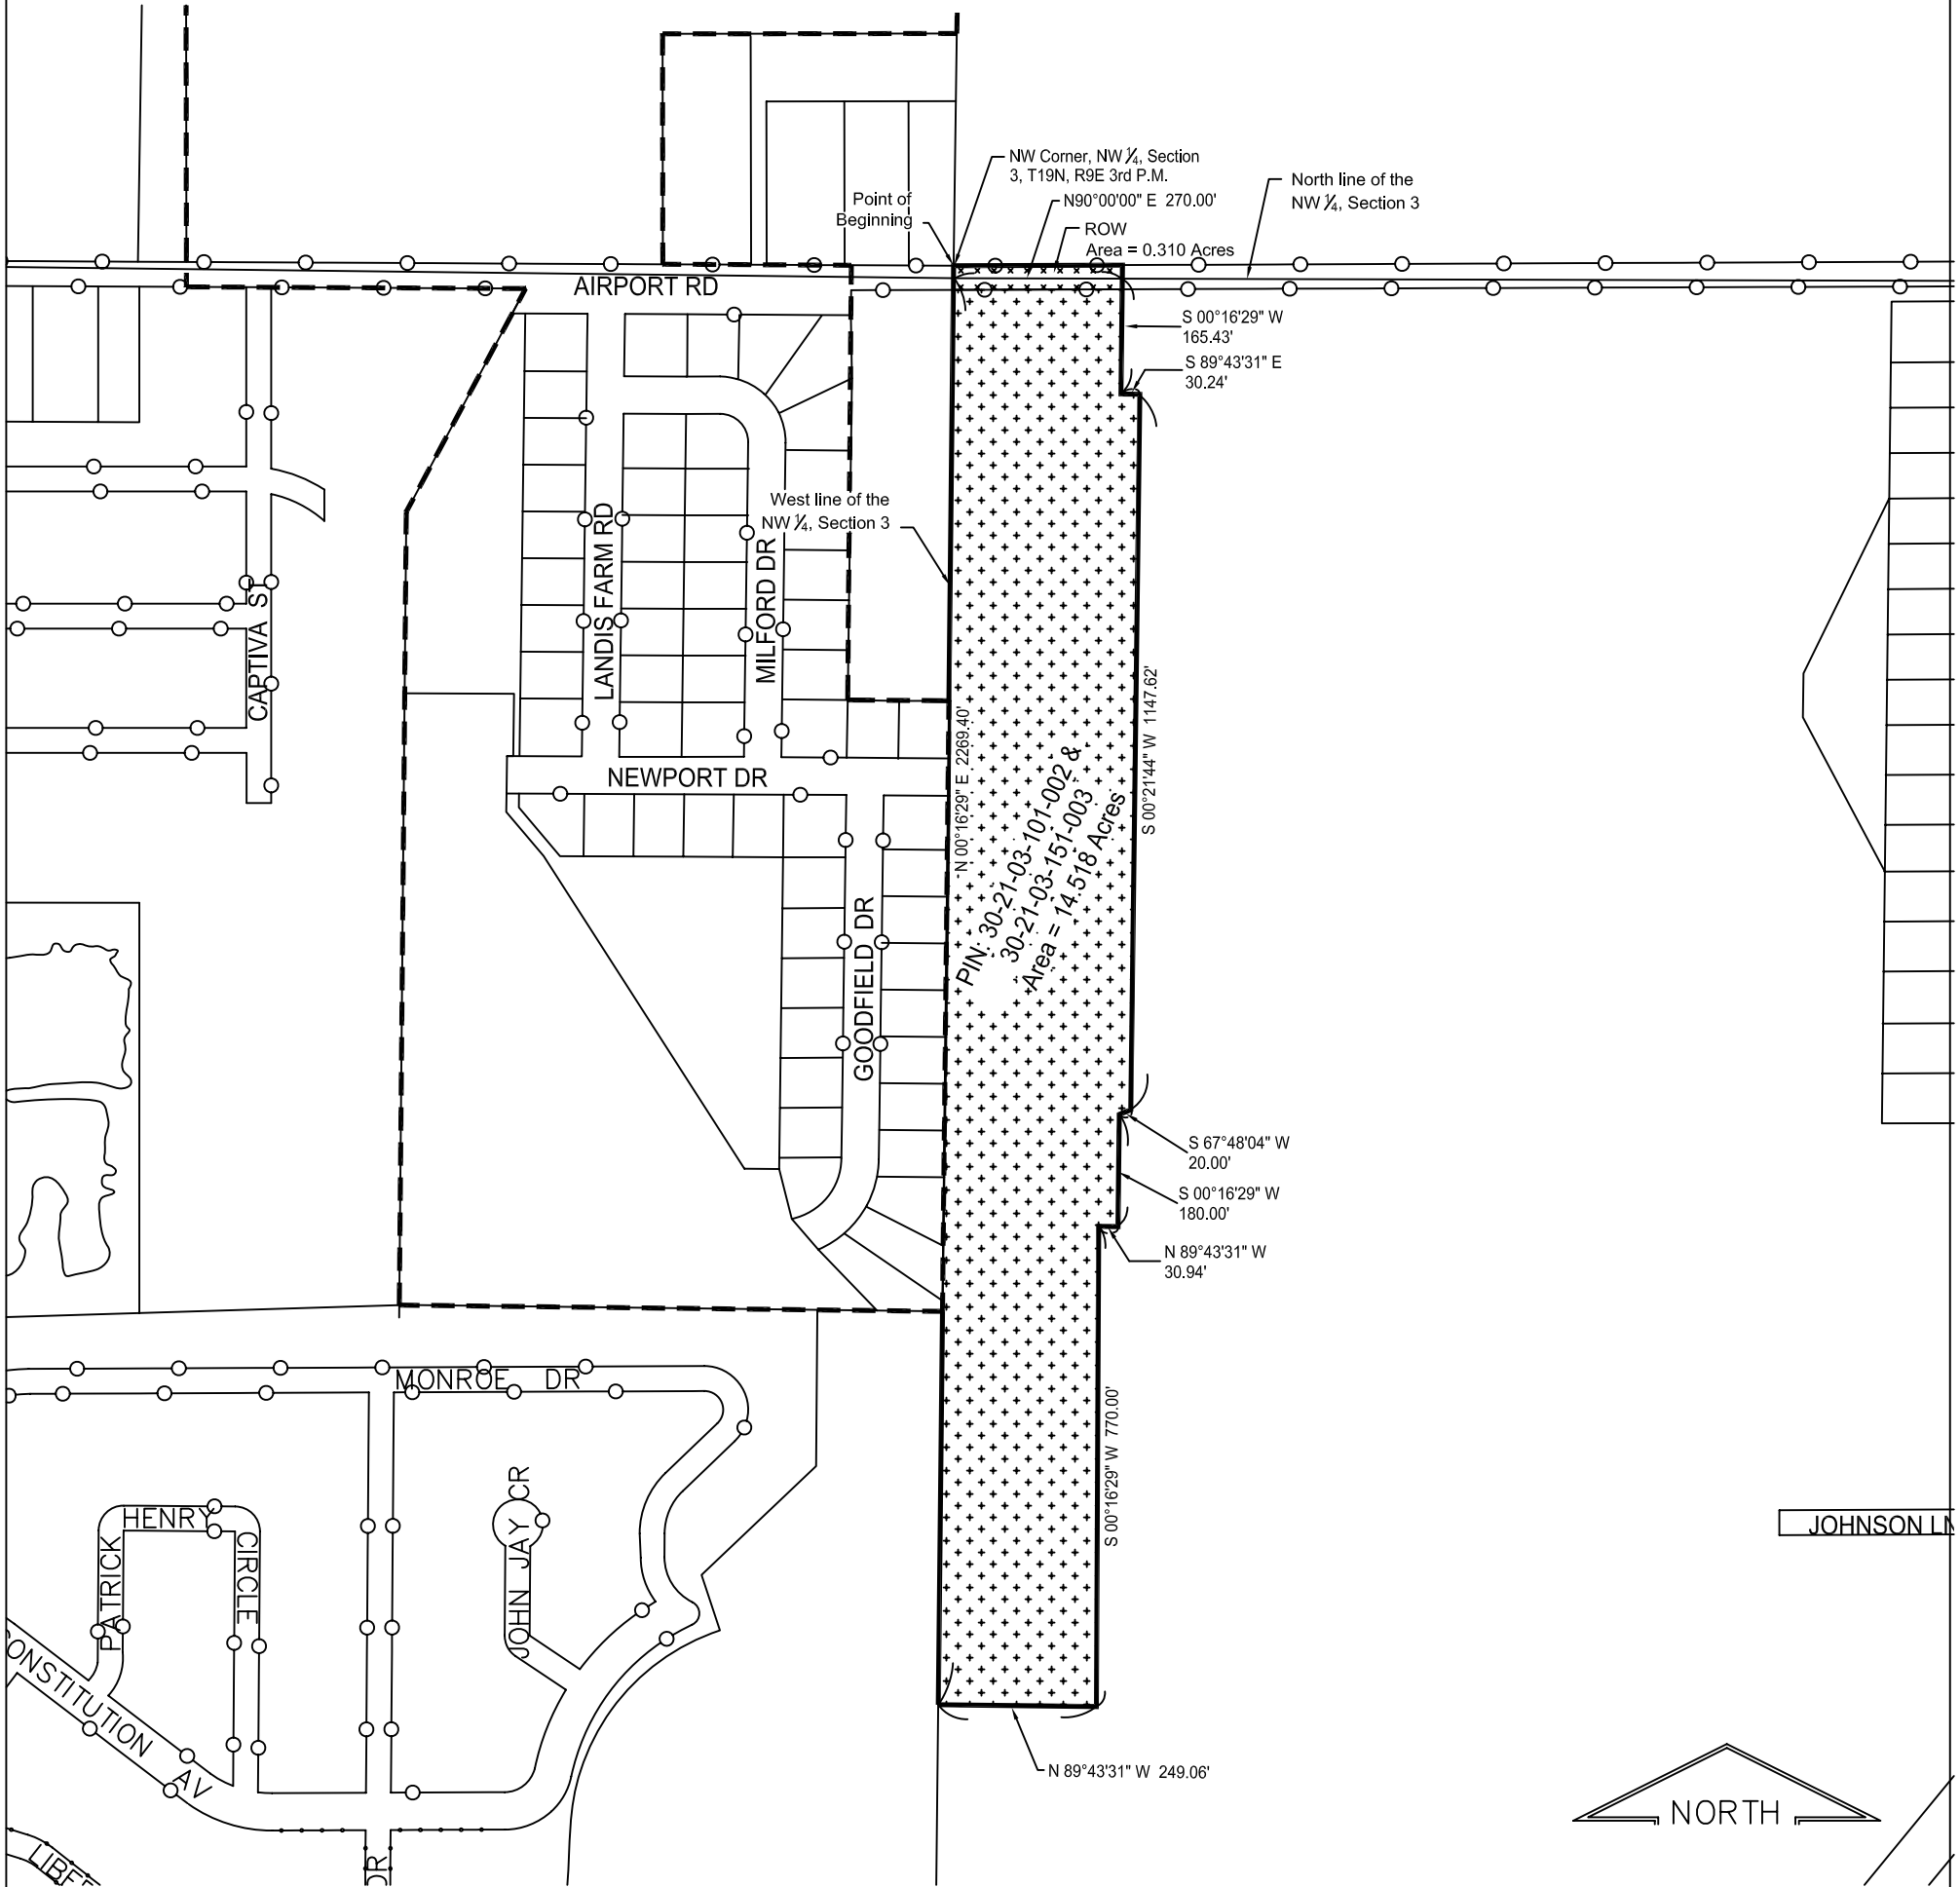 NW Corner, NW ¼, Section
3, T19N, R9E 3rd P.M.
N90°00'00" E 270.00'
ROW
Area = 0.310 Acres
Point of
Beginning
North line of the
NW ¼, Section 3
AIRPORT RD
S 00°16'29" W
165.43'
S 89°43'31" E
30.24'
West line of the
NW ¼, Section 3
LANDIS FARM RD
MILFORD DR
CAPTIVA ST
NEWPORT DR
GOODFIELD DR
N 00°16'29" E 2269.40'
PIN: 30-21-03-101-002 &
30-21-03-151-003
Area = 14.518 Acres
S 00°21'44" W 1147.62'
S 67°48'04" W
20.00'
S 00°16'29" W
180.00'
N 89°43'31" W
30.94'
MONROE DR
S 00°16'29" W 770.00'
PATRICK
HENRY
CIRCLE
JOHN JAY CR
JOHNSON LN
ONSTITUTION AV
N 89°43'31" W 249.06'
NORTH
DR